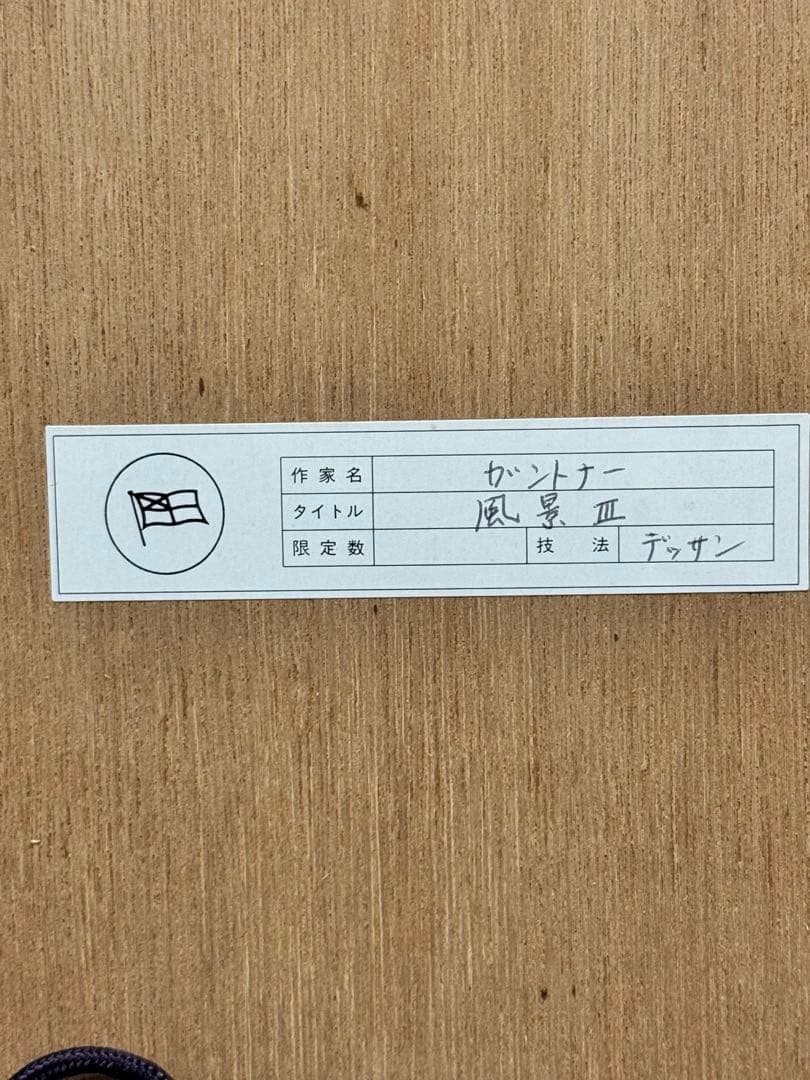 作家名 ガントナー
タイトル 風景 III
限定数 技法 デッサン